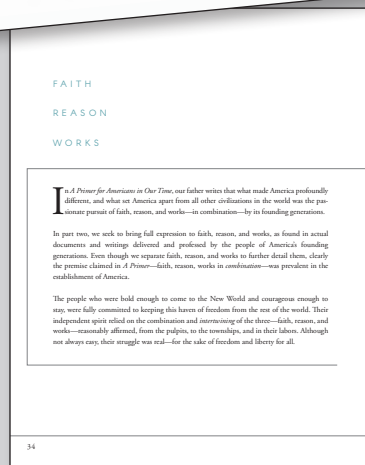 FAITH
REASON
WORKS
In A Primer for Americans in Our Time, our father writes that what made America profoundly
different, and what set America apart from all other civilizations in the world was the pas-
sionate pursuit of faith, reason, and works—in combination—by its founding generations.
In part two, we seek to bring full expression to faith, reason, and works, as found in actual
documents and writings delivered and professed by the people of America's founding
generations. Even though we separate faith, reason, and works to further detail them, clearly
the premise claimed in A Primer—faith, reason, works in combination—was prevalent in the
establishment of America.
The people who were bold enough to come to the New World and courageous enough to
stay, were fully committed to keeping this haven of freedom from the rest of the world. Their
independent spirit relied on the combination and intertwining of the three—faith, reason, and
works—reasonably affirmed, from the pulpits, to the townships, and in their labors. Although
not always easy, their struggle was real—for the sake of freedom and liberty for all.
34